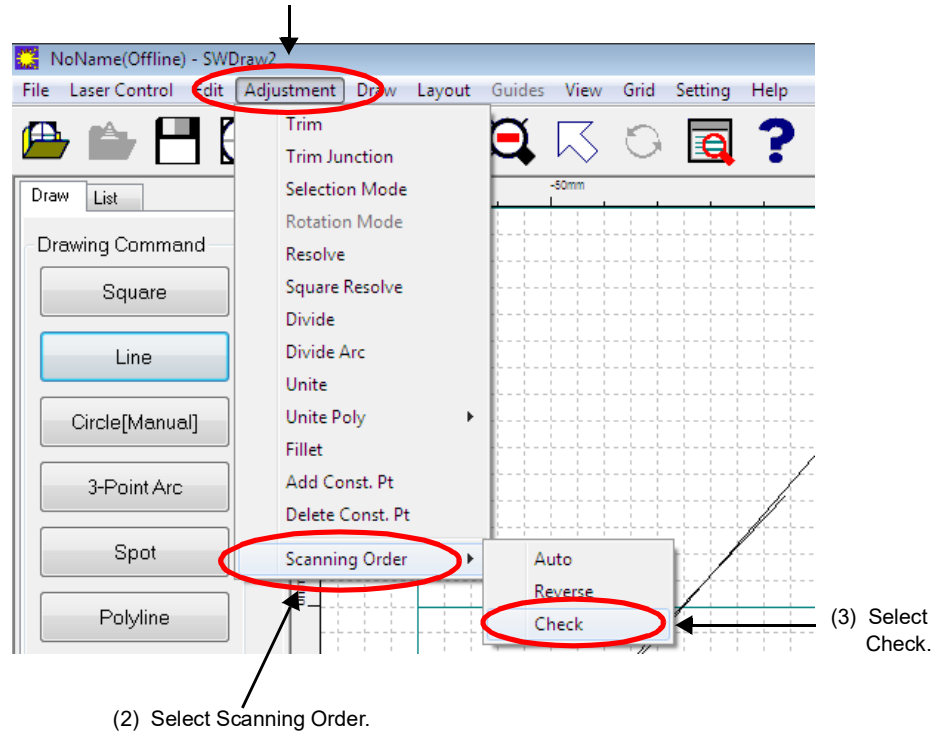 NoName(Offline) - SWDraw2
File Laser Control Edit Adjustment Draw Layout Guides View Grid Setting Help
Draw List
-50mm
Drawing Command
Square
Line
Circle[Manual]
3-Point Arc
Spot
Polyline
Trim
Trim Junction
Selection Mode
Rotation Mode
Resolve
Square Resolve
Divide
Divide Arc
Unite
Unite Poly
Fillet
Add Const. Pt
Delete Const. Pt
Scanning Order
Auto
Reverse
Check
(3) Select
Check.
(2) Select Scanning Order.